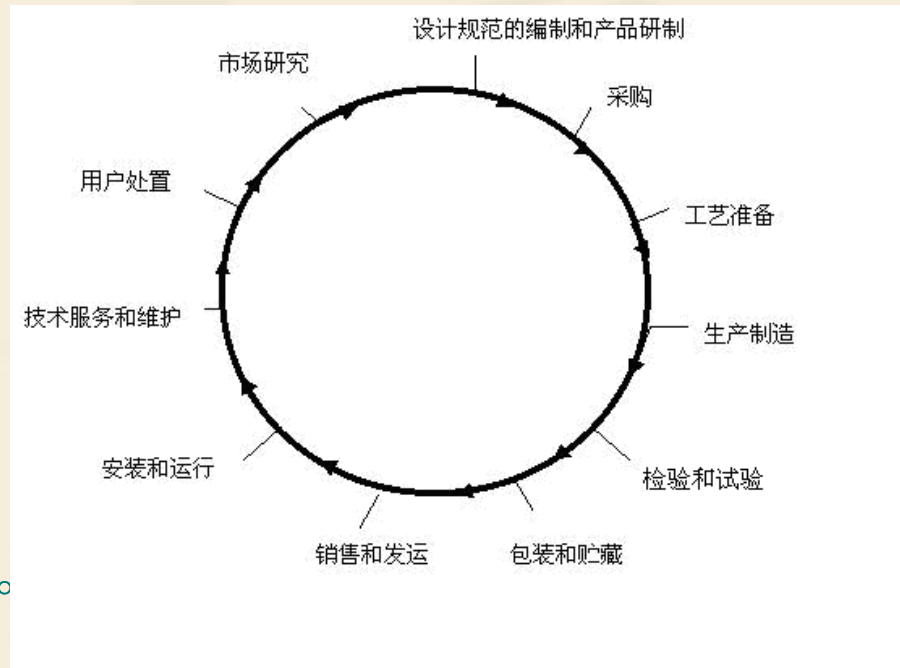 设计规范的编制和产品研制
市场研究
采购
用户处置
工艺准备
技术服务和维护
生产制造
安装和运行
检验和试验
销售和发运
包装和贮藏